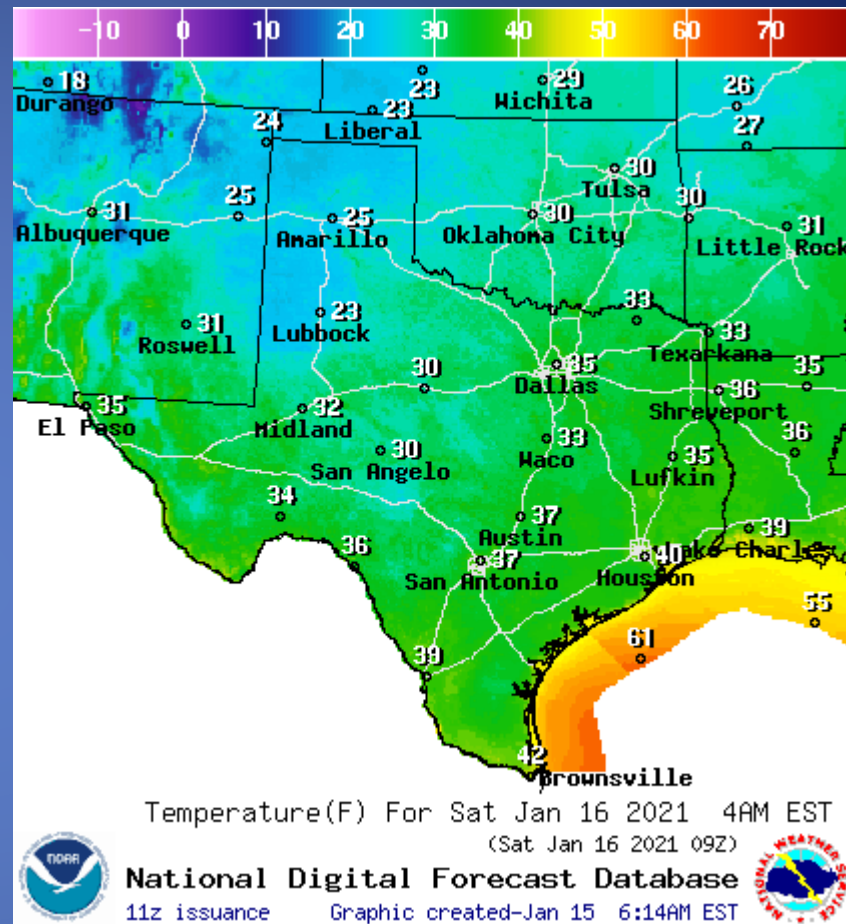 -10 0 10 20 30 40 50 60 70
18 Durango
23
23 Liberal
29 Wichita
26
27
24
30 Tulsa
31 Albuquerque
25
25 Amarillo
30 Oklahoma City
30
31 Little Rock
31 Roswell
23 Lubbock
33
33 Texarkana
35 Dallas
35 El Paso
32 Midland
30
36 Shreveport
35
30 San Angelo
33 Waco
35 Lufkin
36
34
37 Austin
39 Lake Charles
36
37 San Antonio
40 Houston
55
61
39
42
Brownsville
Temperature(F) For Sat Jan 16 2021 4AM EST
(Sat Jan 16 2021 09Z)
NOAA
NATIONAL WEATHER SERVICE
National Digital Forecast Database
11z issuance Graphic created-Jan 15 6:14AM EST